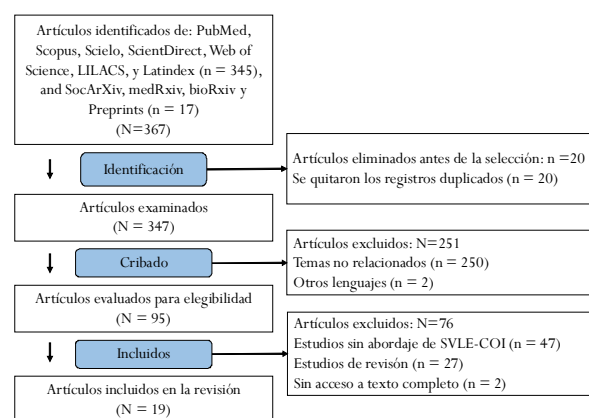 Artículos identificados de: PubMed,
Scopus, Scielo, ScientDirect, Web of
Science, LILACS, y Latindex (n = 345),
and SocArXiv, medRxiv, bioRxiv y
Preprints (n = 17)
(N=367)
Identificación
Artículos eliminados antes de la selección: n =20
Se quitaron los registros duplicados (n = 20)
Artículos examinados
(N = 347)
Cribado
Artículos excluidos: N=251
Temas no relacionados (n = 250)
Otros lenguajes (n = 2)
Artículos evaluados para elegibilidad
(N = 95)
Incluidos
Artículos excluidos: N=76
Estudios sin abordaje de SVLE-COI (n = 47)
Estudios de revisón (n = 27)
Sin acceso a texto completo (n = 2)
Artículos incluidos en la revisión
(N = 19)